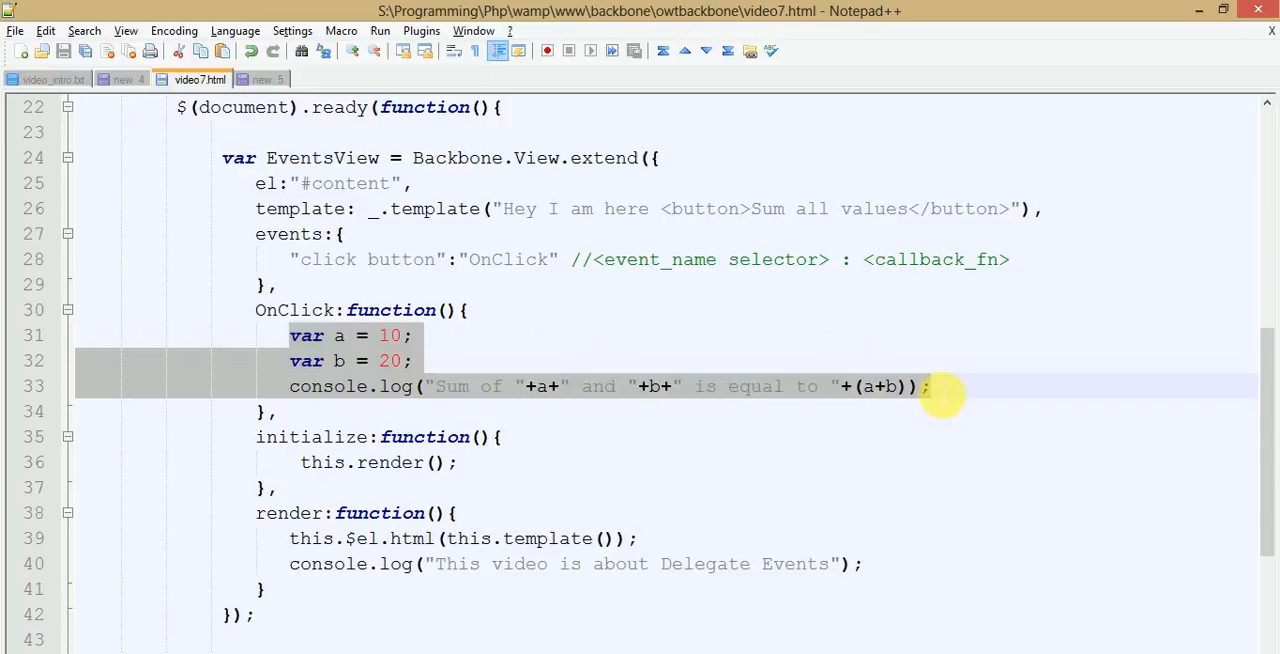 S:\Programming\Php\wamp\www\backbone\owtbackbone\video7.html - Notepad++
File Edit Search View Encoding Language Settings Macro Run Plugins Window ? X
video_intro.txt new 4 video7.html new 5
22 $(document).ready(function(){
23
24 var EventsView = Backbone.View.extend({
25 el:"#content",
26 template: _.template("Hey I am here <button>Sum all values</button>"),
27 events:{
28 "click button":"OnClick" //<event_name selector> : <callback_fn>
29 },
30 OnClick:function(){
31 var a = 10;
32 var b = 20;
33 console.log("Sum of "+a+" and "+b+" is equal to "+(a+b));
34 },
35 initialize:function(){
36 this.render();
37 },
38 render:function(){
39 this.$el.html(this.template());
40 console.log("This video is about Delegate Events");
41 }
42 });
43